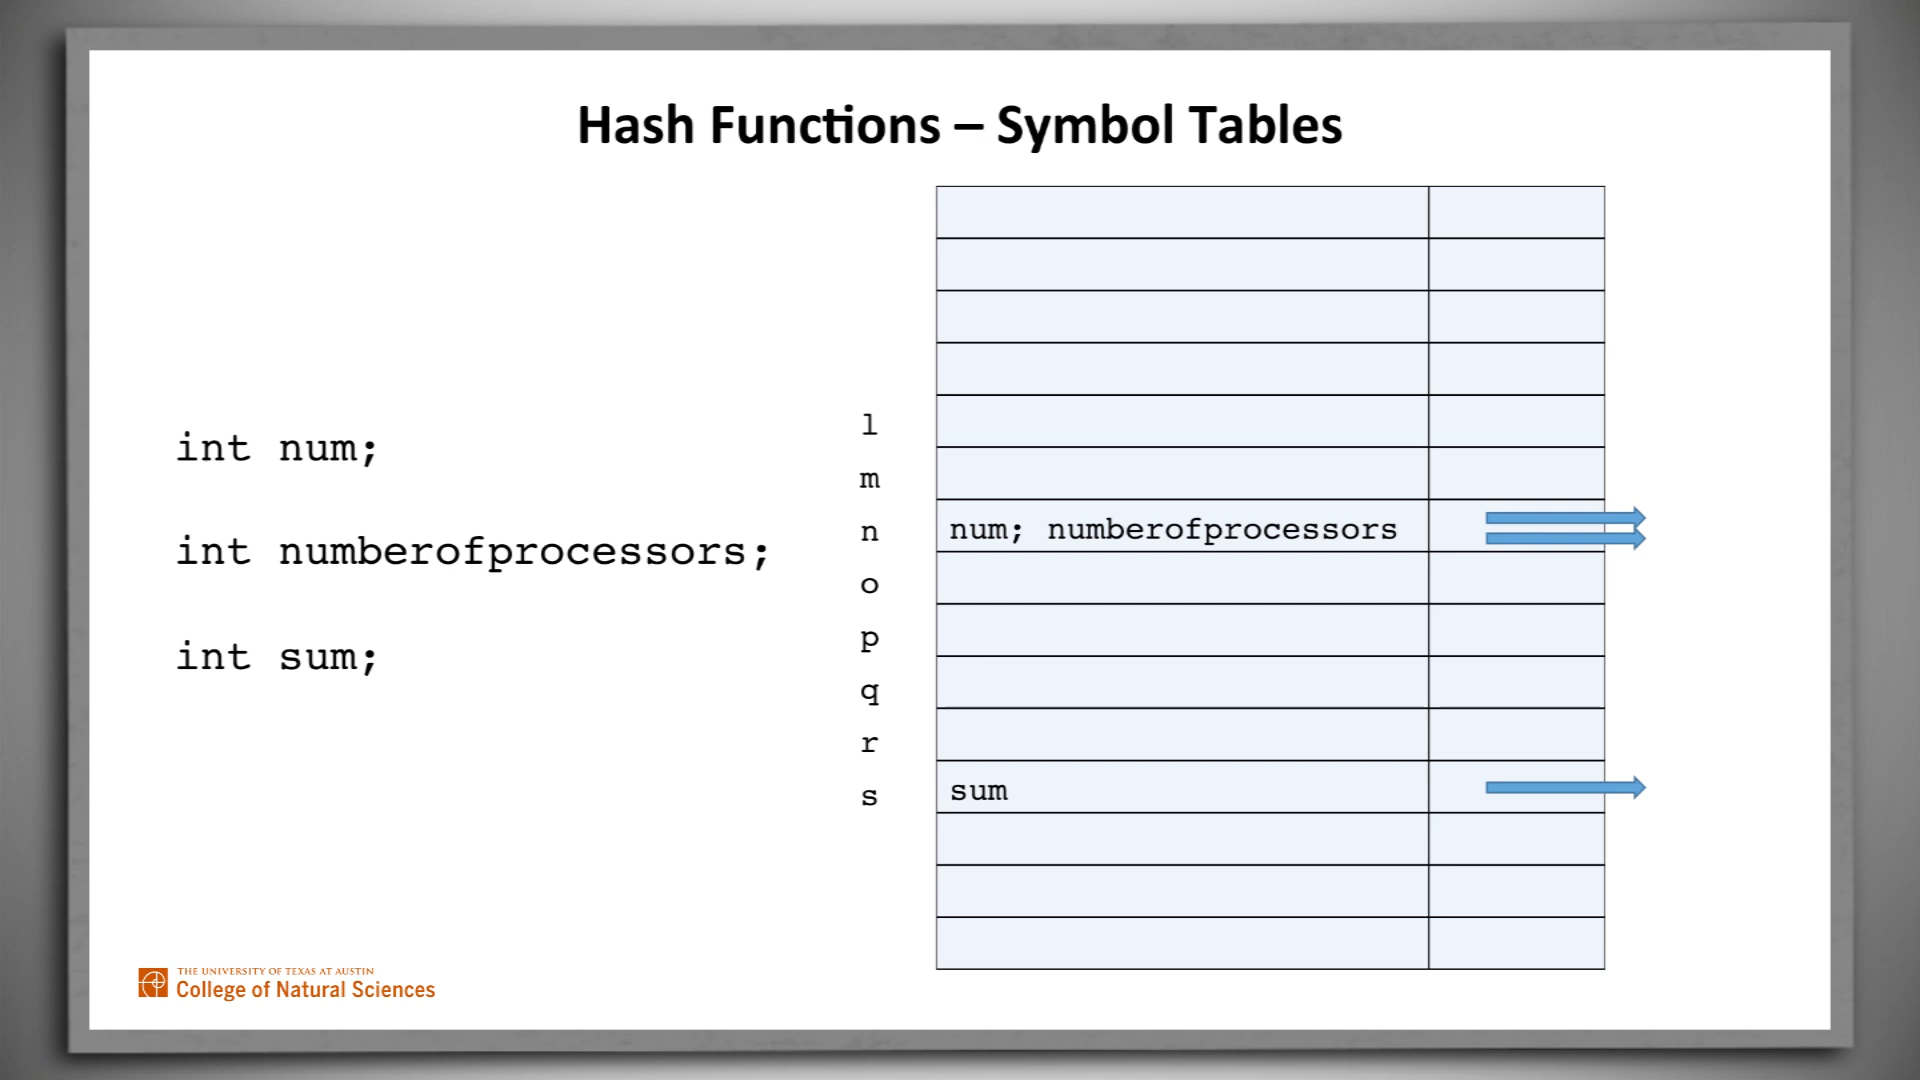 Hash Functions – Symbol Tables
int num;
int numberofprocessors;
int sum;
l
m
n
o
p
q
r
s
num; numberofprocessors
sum
THE UNIVERSITY OF TEXAS AT AUSTIN
College of Natural Sciences